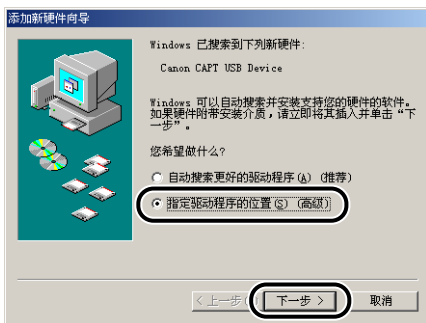 添加新硬件向导
Windows 已搜索到下列新硬件:
Canon CAPT USB Device
Windows 可以自动搜索并安装支持您的硬件的软件。
如果硬件附带安装介质，请立即将其插入并单击“下
一步”。
您希望做什么?
自动搜索更好的驱动程序(A) (推荐)
指定驱动程序的位置(S) (高级)
< 上一步(
下一步 >
取消